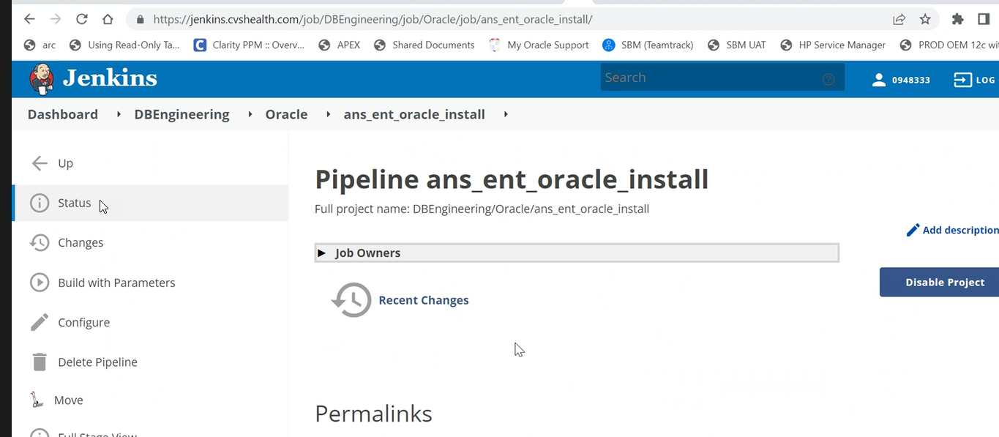 https://jenkins.cvshealth.com/job/DBEngineering/job/Oracle/job/ans_ent_oracle_install/
arc Using Read-Only Ta... Clarity PPM :: Overv... APEX Shared Documents My Oracle Support SBM (Teamtrack) SBM UAT HP Service Manager PROD OEM 12c wi
Jenkins Search 0948333 LOG
Dashboard DBEngineering Oracle ans_ent_oracle_install
Up
Status
Changes
Build with Parameters
Configure
Delete Pipeline
Move
Full Stage View
Pipeline ans_ent_oracle_install
Full project name: DBEngineering/Oracle/ans_ent_oracle_install
Add description
Job Owners
Disable Project
Recent Changes
Permalinks